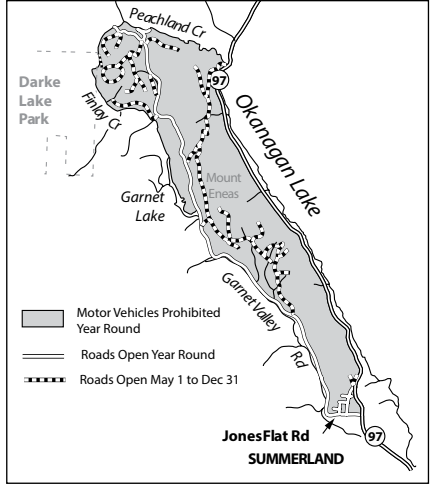 Peachland Cr
97
Darke
Lake
Park
Finlay Cr
Okanagan Lake
Mount
Eneas
Garnet
Lake
Garnet Valley
Rd
Motor Vehicles Prohibited
Year Round
Roads Open Year Round
Roads Open May 1 to Dec 31
JonesFlat Rd
97
SUMMERLAND